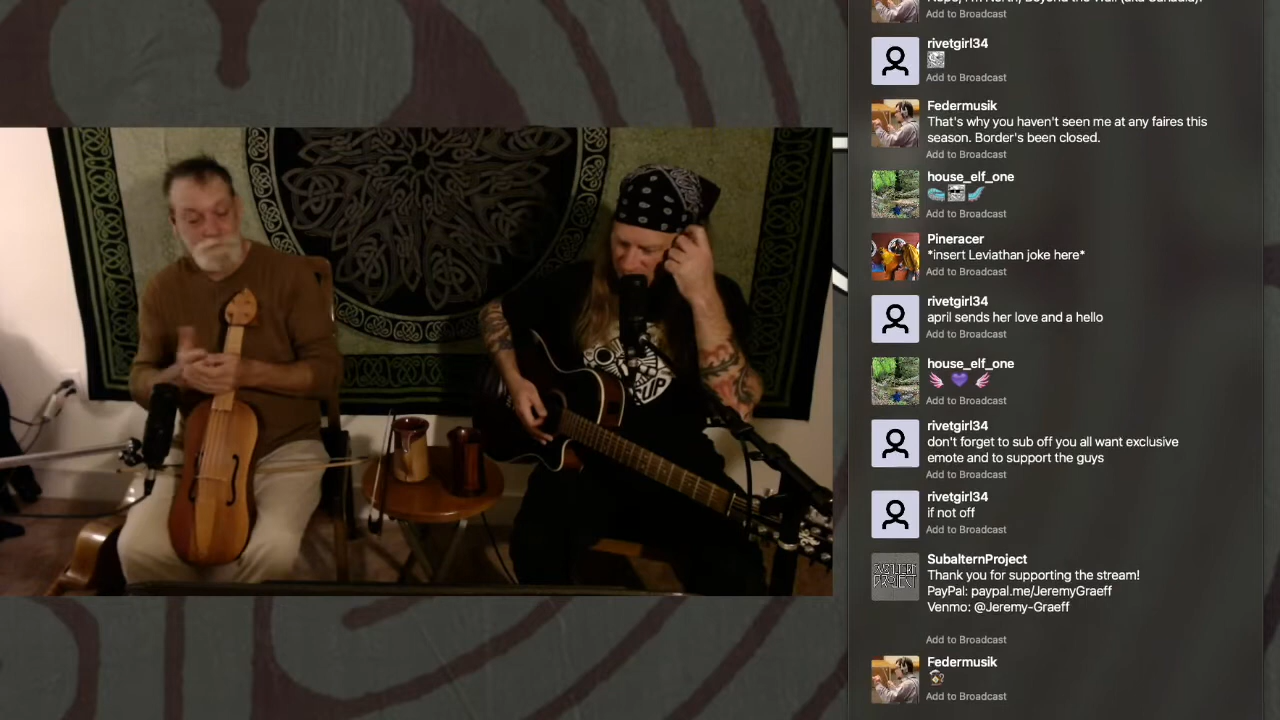 Add to Broadcast
rivetgirl34
Add to Broadcast
Federmusik
That's why you haven't seen me at any faires this
season. Border's been closed.
Add to Broadcast
house_elf_one
Add to Broadcast
Pineracer
*insert Leviathan joke here*
Add to Broadcast
rivetgirl34
april sends her love and a hello
Add to Broadcast
house_elf_one
Add to Broadcast
rivetgirl34
don't forget to sub off you all want exclusive
emote and to support the guys
Add to Broadcast
rivetgirl34
if not off
Add to Broadcast
SubalternProject
Thank you for supporting the stream!
PayPal: paypal.me/JeremyGraeff
Venmo: @Jeremy-Graeff
Add to Broadcast
Federmusik
Add to Broadcast